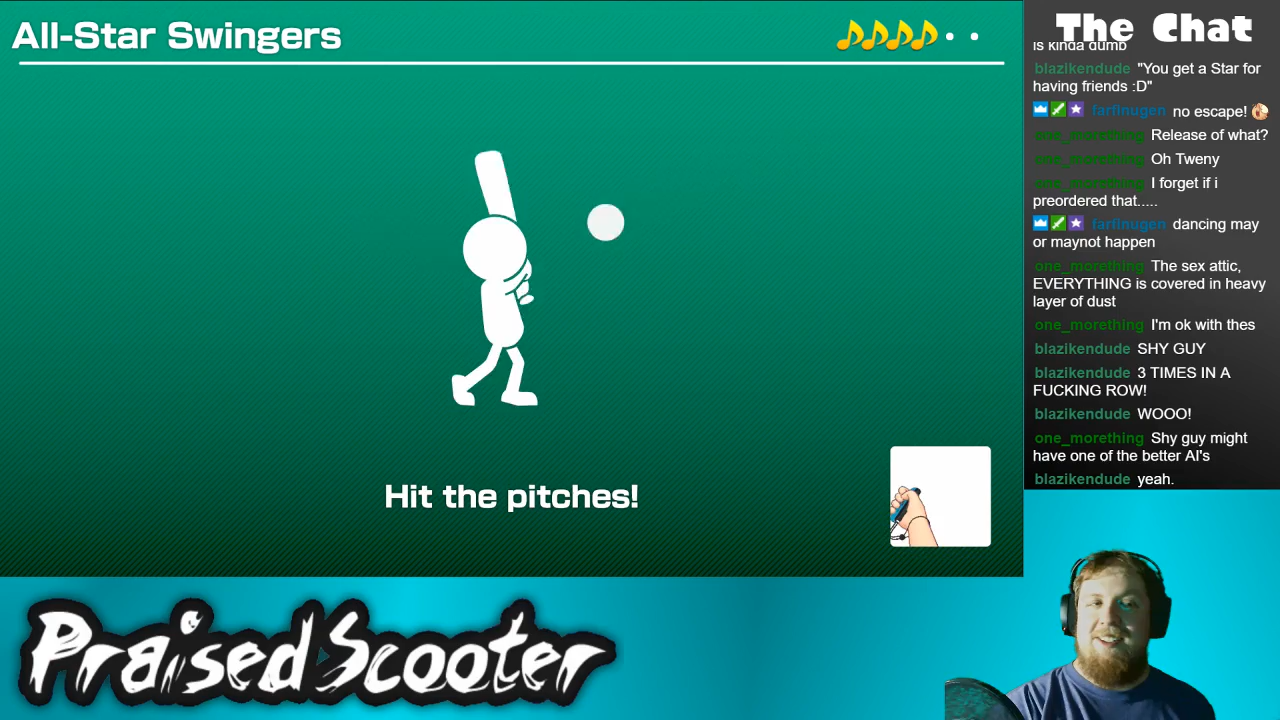 All-Star Swingers
Hit the pitches!
PraisedScooter
The Chat
is kinda dumb
blazikendude "You get a Star for
having friends :D"
farfinugen no escape!
one_morething Release of what?
one_morething Oh Tweny
one_morething I forget if i
preordered that.....
farfinugen dancing may
or maynot happen
one_morething The sex attic,
EVERYTHING is covered in heavy
layer of dust
one_morething I'm ok with thes
blazikendude SHY GUY
blazikendude 3 TIMES IN A
FUCKING ROW!
blazikendude WOOO!
one_morething Shy guy might
have one of the better AI's
blazikendude yeah.